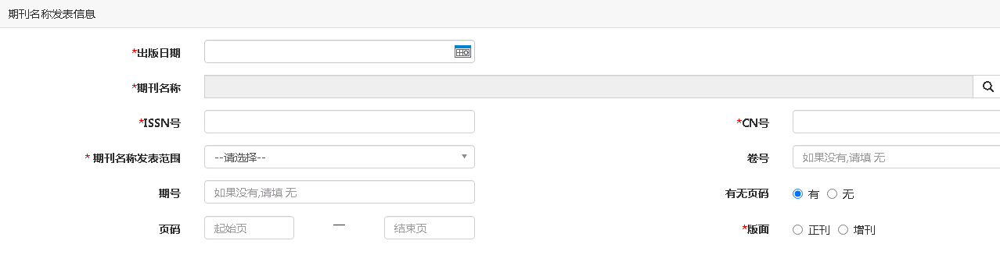 期刊名称发表信息
*出版日期
*期刊名称
*ISSN号
*CN号
* 期刊名称发表范围 --请选择--
卷号 如果没有,请填 无
期号 如果没有,请填 无
有无页码 有 无
页码 起始页 — 结束页
*版面 正刊 增刊